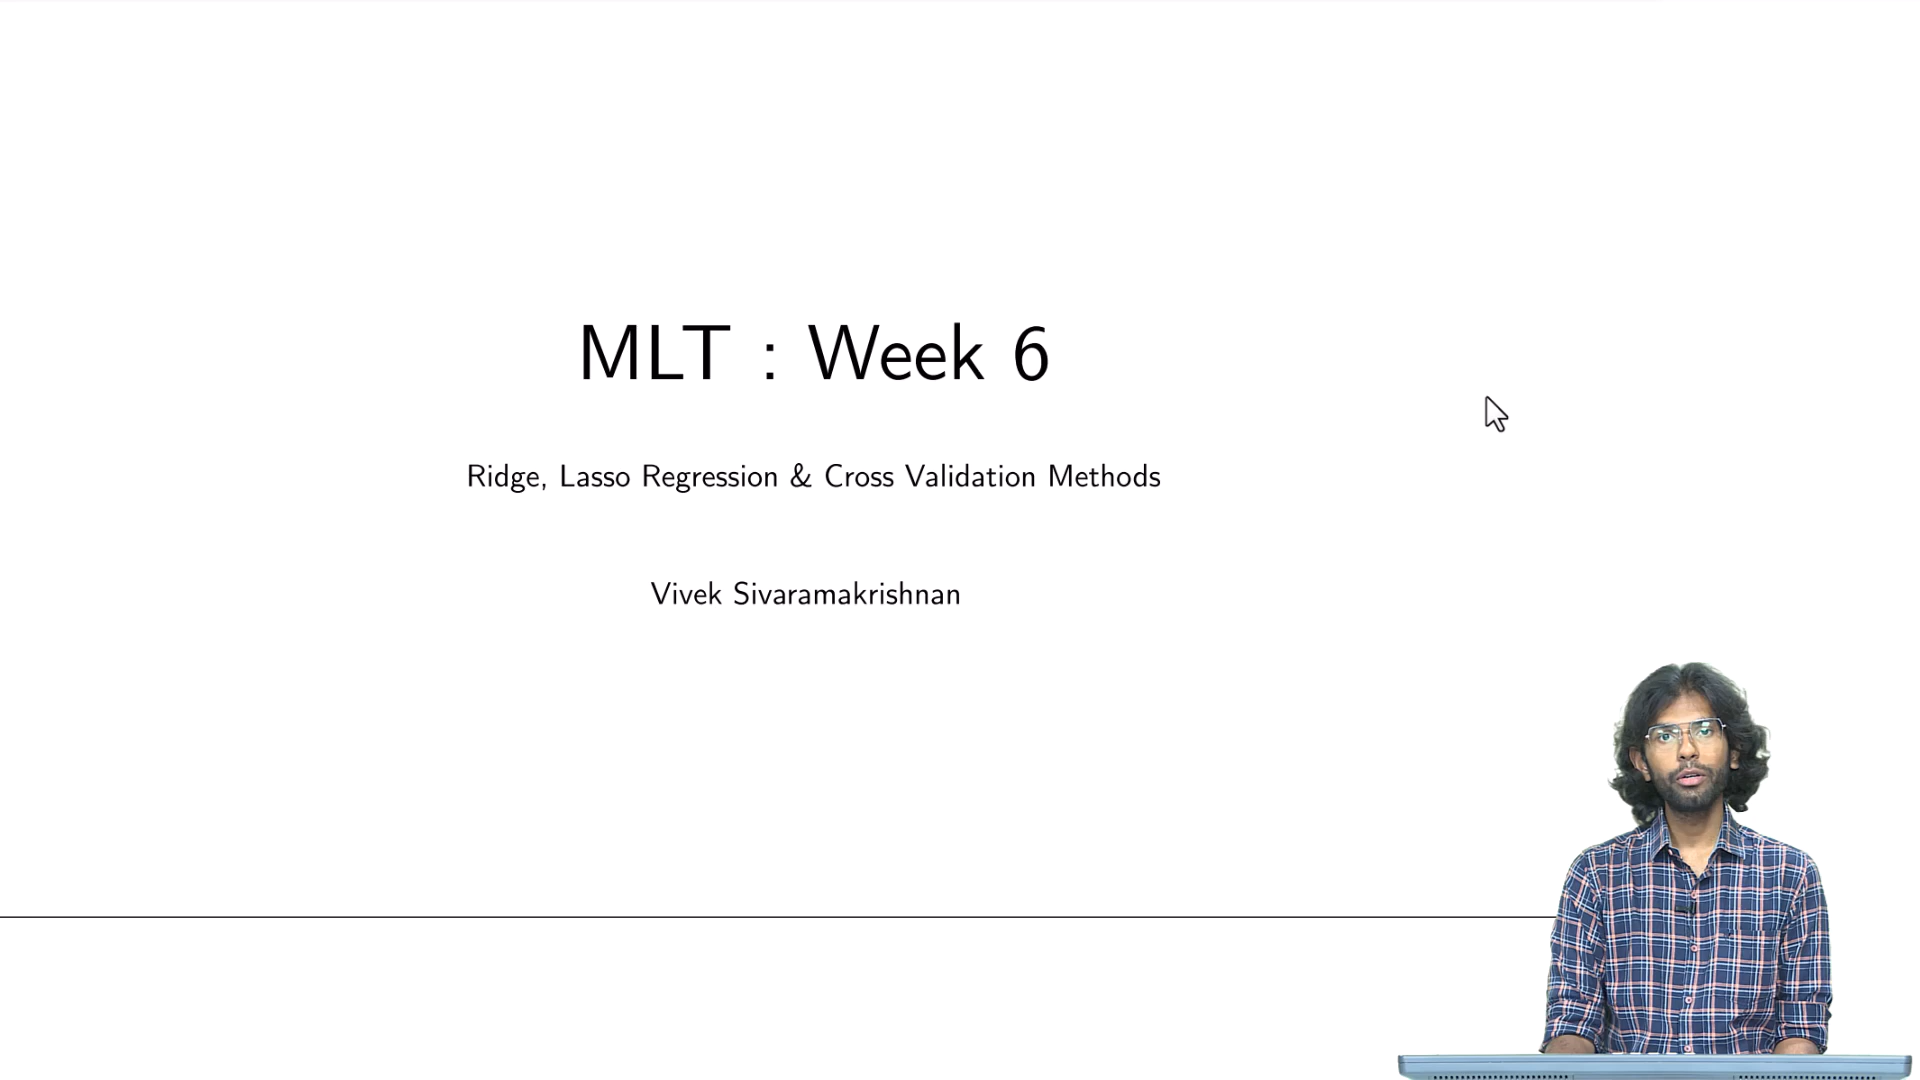 MLT : Week 6
Ridge, Lasso Regression & Cross Validation Methods
Vivek Sivaramakrishnan